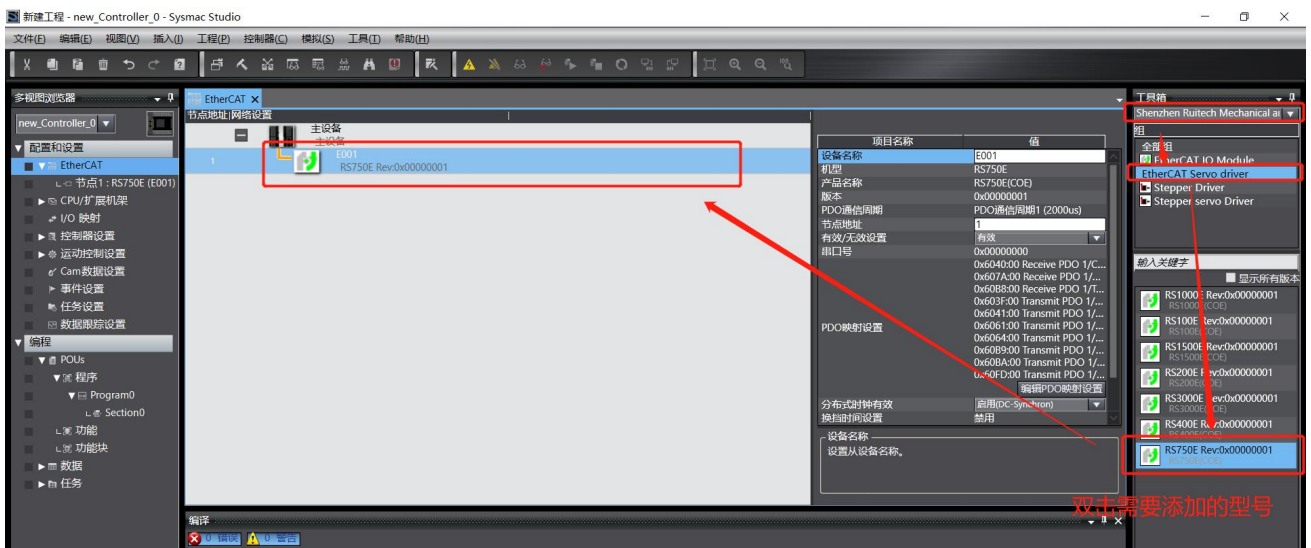 新建工程 - new_Controller_0 - Sysmac Studio
文件(F) 编辑(E) 视图(V) 插入(I) 工程(P) 控制器(C) 模拟(S) 工具(T) 帮助(H)
多视图浏览器
new_Controller_0
配置和设置
EtherCAT
节点1 : RS750E (E001)
CPU/扩展机架
I/O 映射
控制器设置
运动控制设置
Cam数据设置
事件设置
任务设置
数据跟踪设置
编程
POUs
程序
Program0
Section0
功能
功能块
数据
任务
EtherCAT
节点地址|网络设置
主设备
主设备
1
E001
RS750E Rev:0x00000001
项目名称 值
设备名称 E001
机型 RS750E
产品名称 RS750E(COE)
版本 0x00000001
PDO通信周期 PDO通信周期1 (2000us)
节点地址 1
有效/无效设置 有效
串口号 0x00000000
PDO映射设置
0x6040:00 Receive PDO 1/C...
0x607A:00 Receive PDO 1/...
0x60B8:00 Receive PDO 1/T...
0x603F:00 Transmit PDO 1/...
0x6041:00 Transmit PDO 1/...
0x6061:00 Transmit PDO 1/...
0x6064:00 Transmit PDO 1/...
0x60B9:00 Transmit PDO 1/...
0x60BA:00 Transmit PDO 1/...
0x60FD:00 Transmit PDO 1/...
编辑PDO映射设置
分布式时钟有效 启用(DC-Synchron)
换挡时间设置 禁用
设备名称
设置从设备名称。
编译
0 错误 0 警告
工具箱
Shenzhen Ruitech Mechanical a
组
全部组
EtherCAT IO Module
EtherCAT Servo driver
Stepper Driver
Stepper servo Driver
输入关键字
显示所有版本
RS1000E Rev:0x00000001
RS1000E(COE)
RS100E Rev:0x00000001
RS100E(COE)
RS1500E Rev:0x00000001
RS1500E(COE)
RS200E Rev:0x00000001
RS200E(COE)
RS3000E Rev:0x00000001
RS3000E(COE)
RS400E Rev:0x00000001
RS400E(COE)
RS750E Rev:0x00000001
RS750E(COE)
双击需要添加的型号